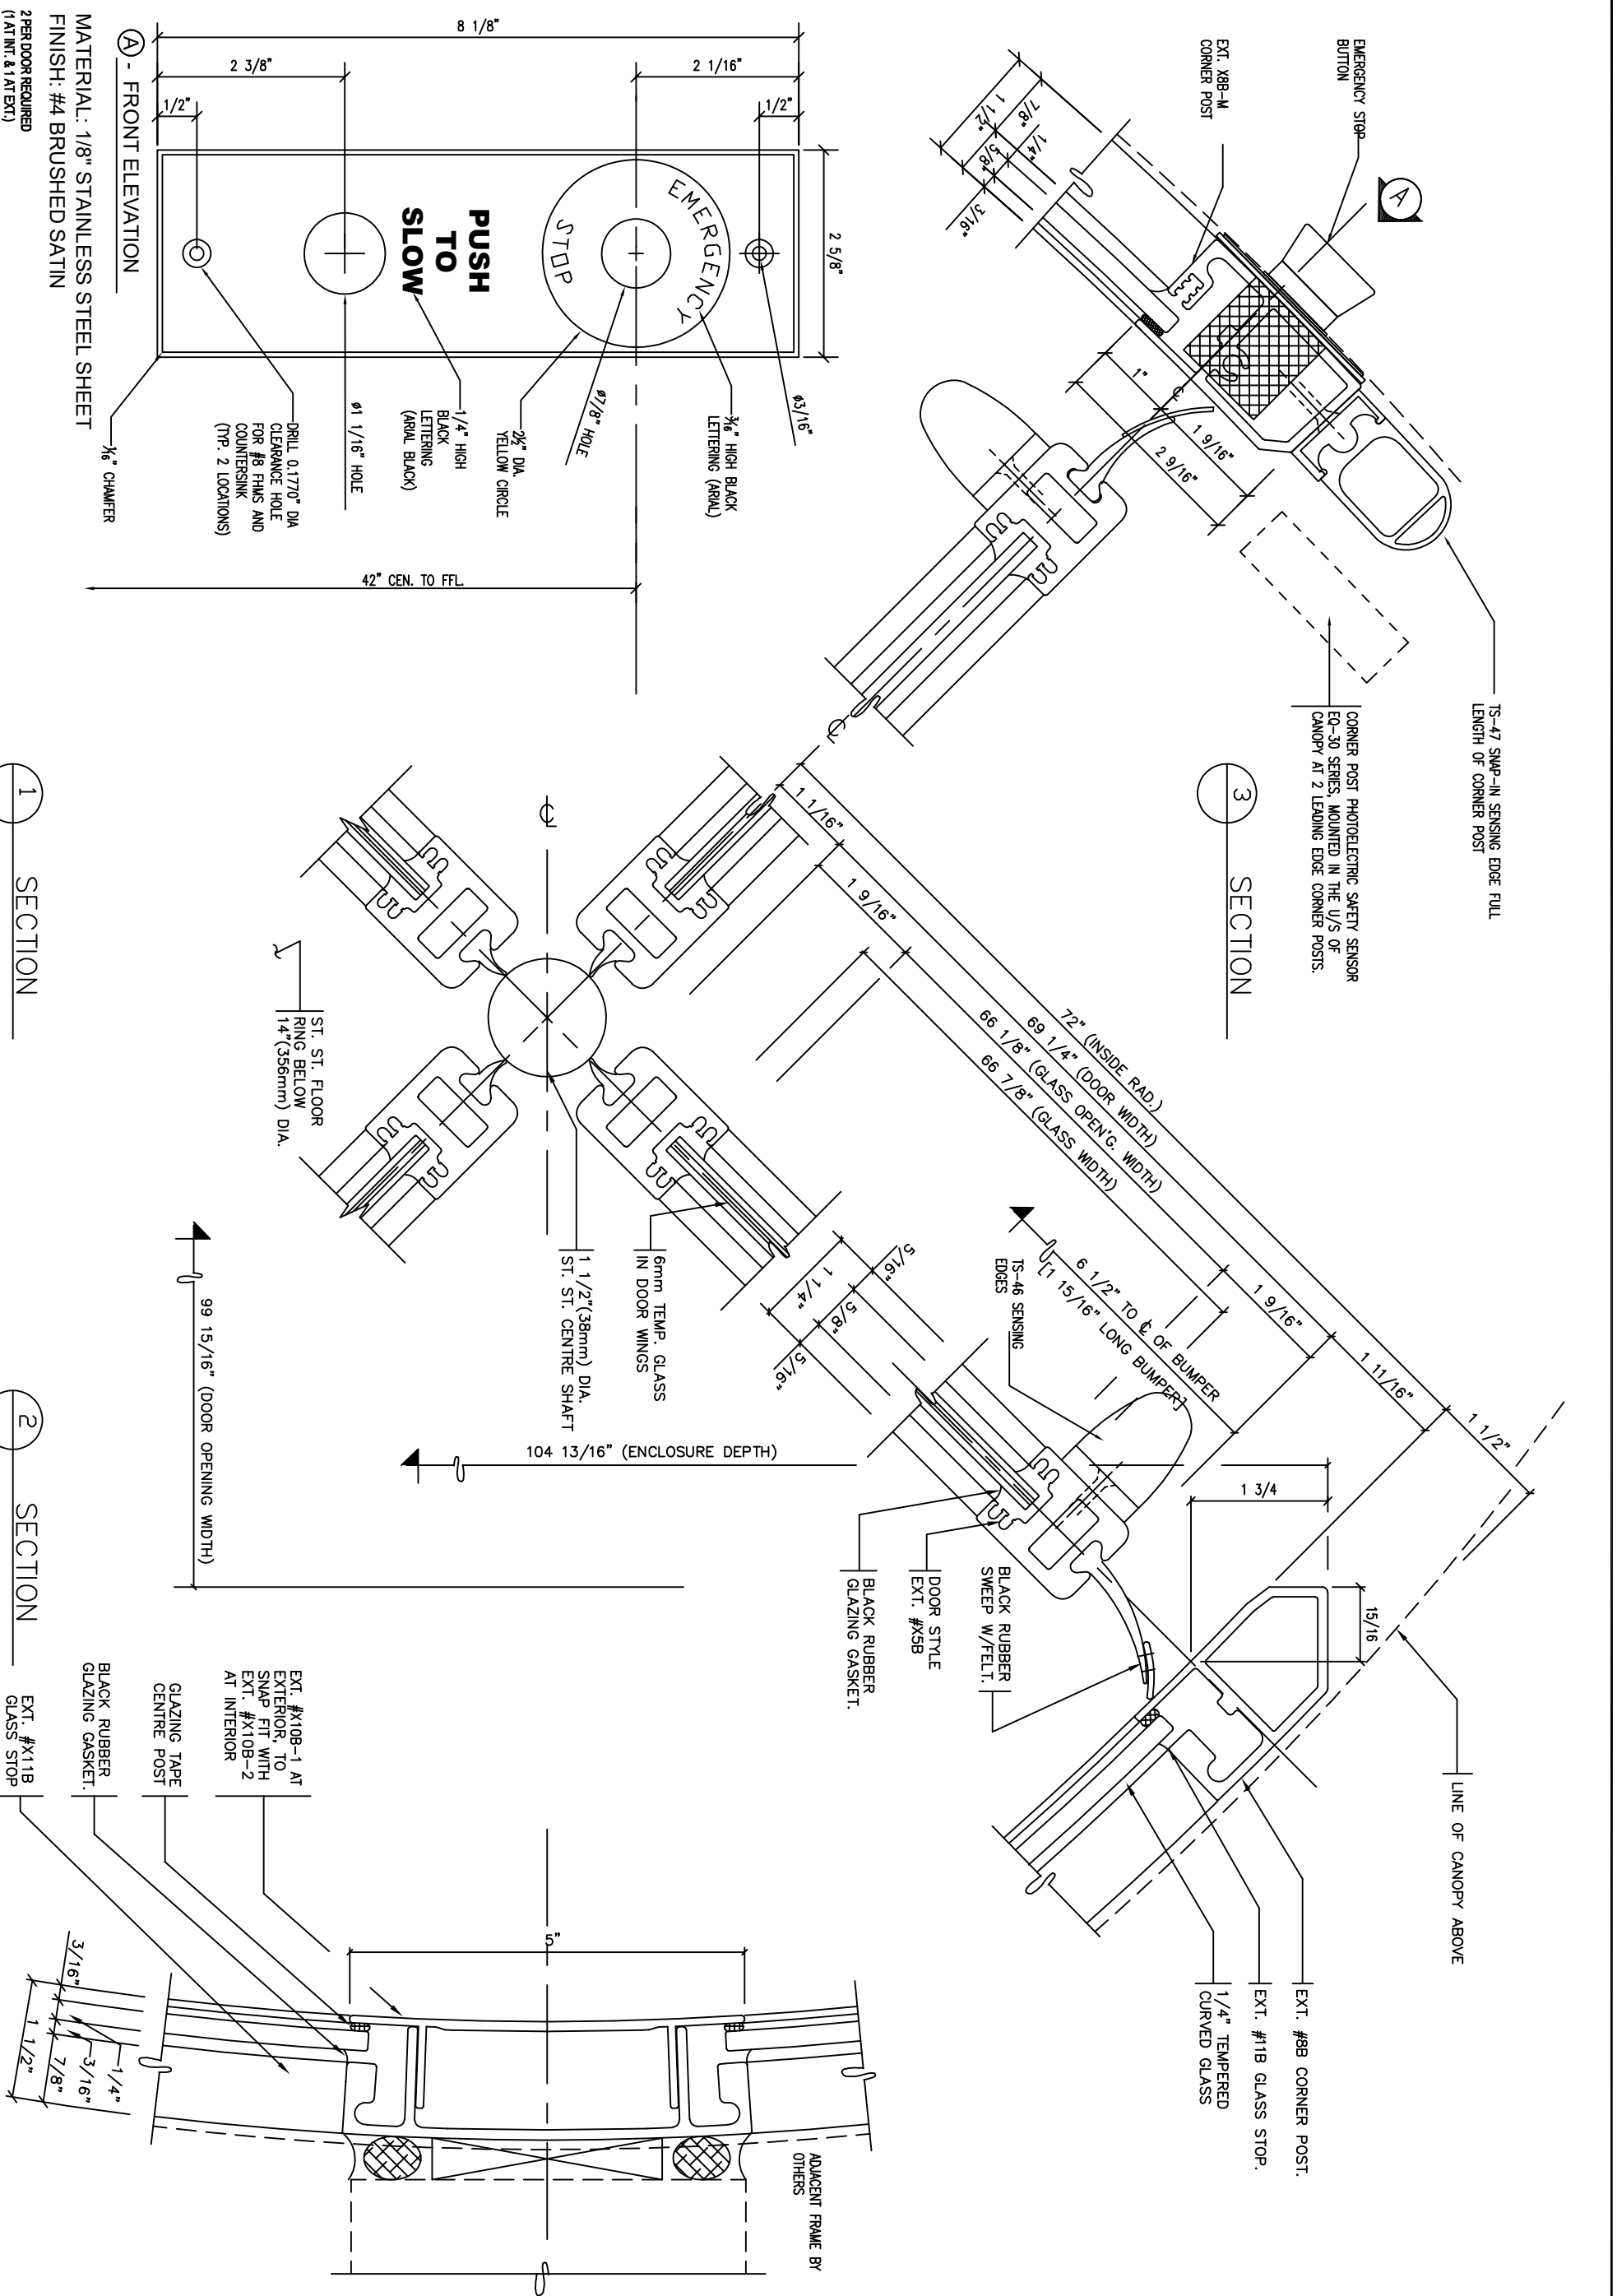 EMERGENCY STOP
BUTTON
A
EXT. X8B-M
CORNER POST
1 1/2"
7/8"
5/8"
1/4"
3/16"
1"
℄
1 9/16"
2 9/16"
TS-47 SNAP-IN SENSING EDGE FULL
LENGTH OF CORNER POST
CORNER POST PHOTOELECTRIC SAFETY SENSOR
EQ-30 SERIES, MOUNTED IN THE U/S OF
CANOPY AT 2 LEADING EDGE CORNER POSTS.
3
SECTION
8 1/8"
2 3/8"
2 1/16"
1/2"
1/2"
2 5/8"
EMERGENCY
STOP
PUSH
TO
SLOW
ø3/16"
3/16" HIGH BLACK
LETTERING (ARIAL)
ø7/8" HOLE
2½" DIA.
YELLOW CIRCLE
1/4" HIGH
BLACK
LETTERING
(ARIAL BLACK)
ø1 1/16" HOLE
DRILL 0.1770" DIA
CLEARANCE HOLE
FOR #8 FHMS AND
COUNTERSINK
(TYP. 2 LOCATIONS)
1/16" CHAMFER
42" CEN. TO FFL.
A - FRONT ELEVATION
MATERIAL: 1/8" STAINLESS STEEL SHEET
FINISH: #4 BRUSHED SATIN
2 PER DOOR REQUIRED
(1 AT INT. & 1 AT EXT.)
℄
℄
1 1/16"
1 9/16"
72" (INSIDE RAD.)
69 1/4" (DOOR WIDTH)
66 1/8" (GLASS OPEN'G. WIDTH)
66 7/8" (GLASS WIDTH)
1 9/16"
1 11/16"
1 1/2"
6 1/2" TO ℄ OF BUMPER
[1 15/16" LONG BUMPER]
TS-46 SENSING
EDGES
1 3/4
15/16
LINE OF CANOPY ABOVE
EXT. #8B CORNER POST.
EXT. #11B GLASS STOP.
1/4" TEMPERED
CURVED GLASS
BLACK RUBBER
SWEEP W/FELT.
DOOR STYLE
EXT. #X5B
BLACK RUBBER
GLAZING GASKET.
5/16"
5/8"
1 1/4"
5/16"
6mm TEMP. GLASS
IN DOOR WINGS
1 1/2"(38mm) DIA.
ST. ST. CENTRE SHAFT
ST. ST. FLOOR
RING BELOW
14"(356mm) DIA.
104 13/16" (ENCLOSURE DEPTH)
99 15/16" (DOOR OPENING WIDTH)
1
SECTION
2
SECTION
EXT. #X10B-1 AT
EXTERIOR, TO
SNAP FIT WITH
EXT. #X10B-2
AT INTERIOR
GLAZING TAPE
CENTRE POST
BLACK RUBBER
GLAZING GASKET.
EXT. #X11B
GLASS STOP
5"
3/16"
1/4"
3/16"
7/8"
1 1/2"
ADJACENT FRAME BY
OTHERS